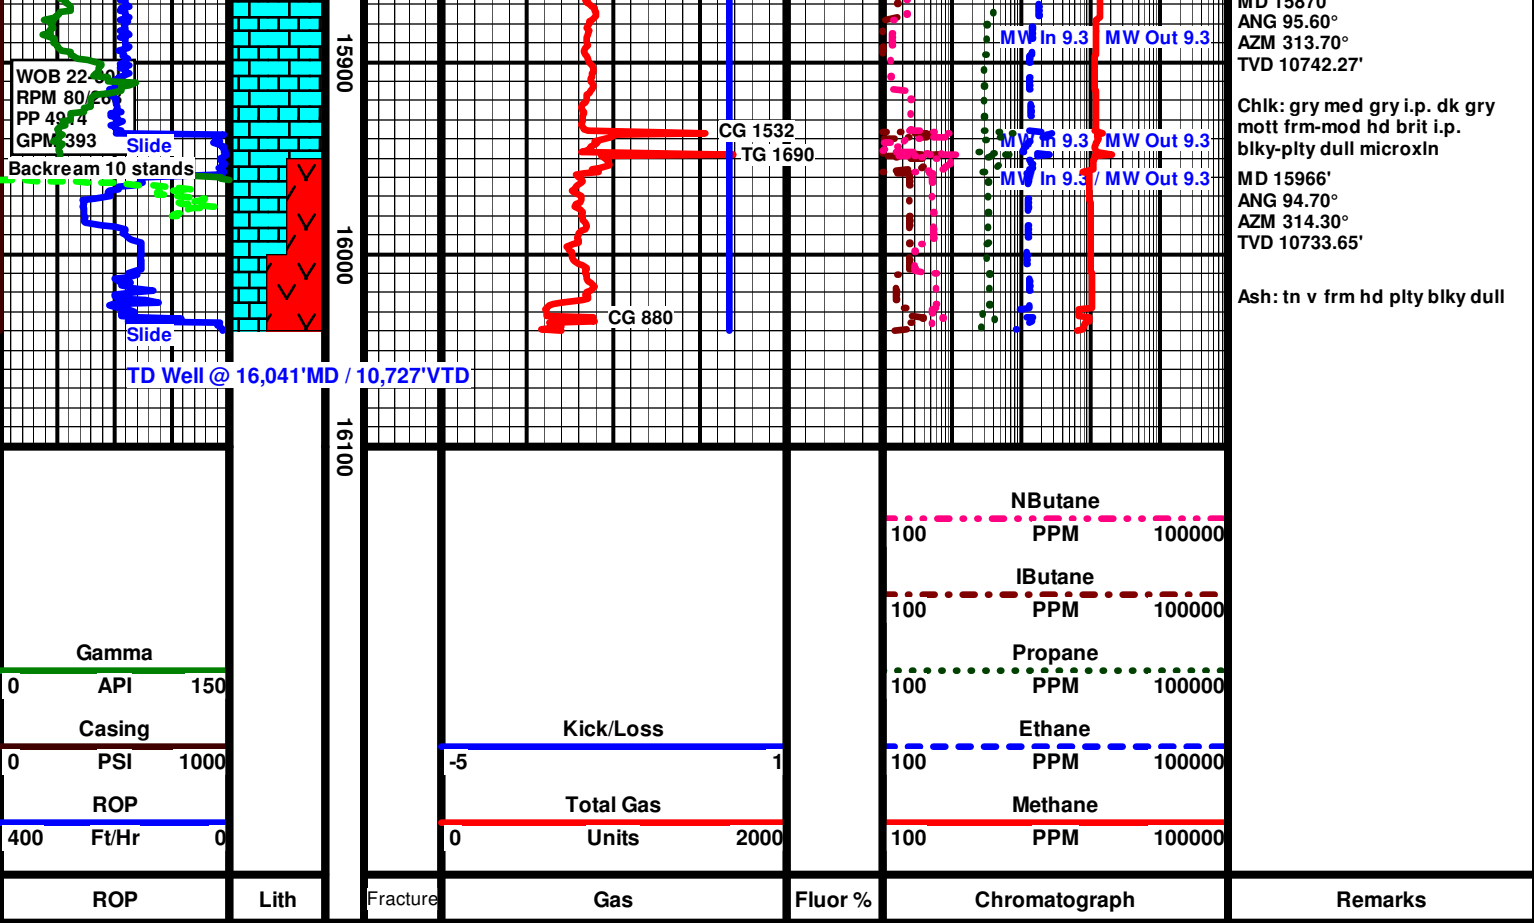 MD 15870
ANG 95.60°
AZM 313.70°
TVD 10742.27'
MW In 9.3 / MW Out 9.3
15900
WOB 22-
RPM 80/
PP 4914
GPM 393
Chlk: gry med gry i.p. dk gry
mott frm-mod hd brit i.p.
blky-plty dull microxln
CG 1532
MW In 9.3 / MW Out 9.3
Slide
TG 1690
Backream 10 stands
MW In 9.3 / MW Out 9.3
MD 15966'
ANG 94.70°
AZM 314.30°
TVD 10733.65'
16000
Ash: tn v frm hd plty blky dull
CG 880
Slide
TD Well @ 16,041'MD / 10,727'VTD
16100
NButane
100 PPM 100000
IButane
100 PPM 100000
Gamma
0 API 150
Propane
100 PPM 100000
Casing
0 PSI 1000
Kick/Loss
-5 1
Ethane
100 PPM 100000
ROP
400 Ft/Hr 0
Total Gas
0 Units 2000
Methane
100 PPM 100000
ROP Lith Fracture Gas Fluor % Chromatograph Remarks